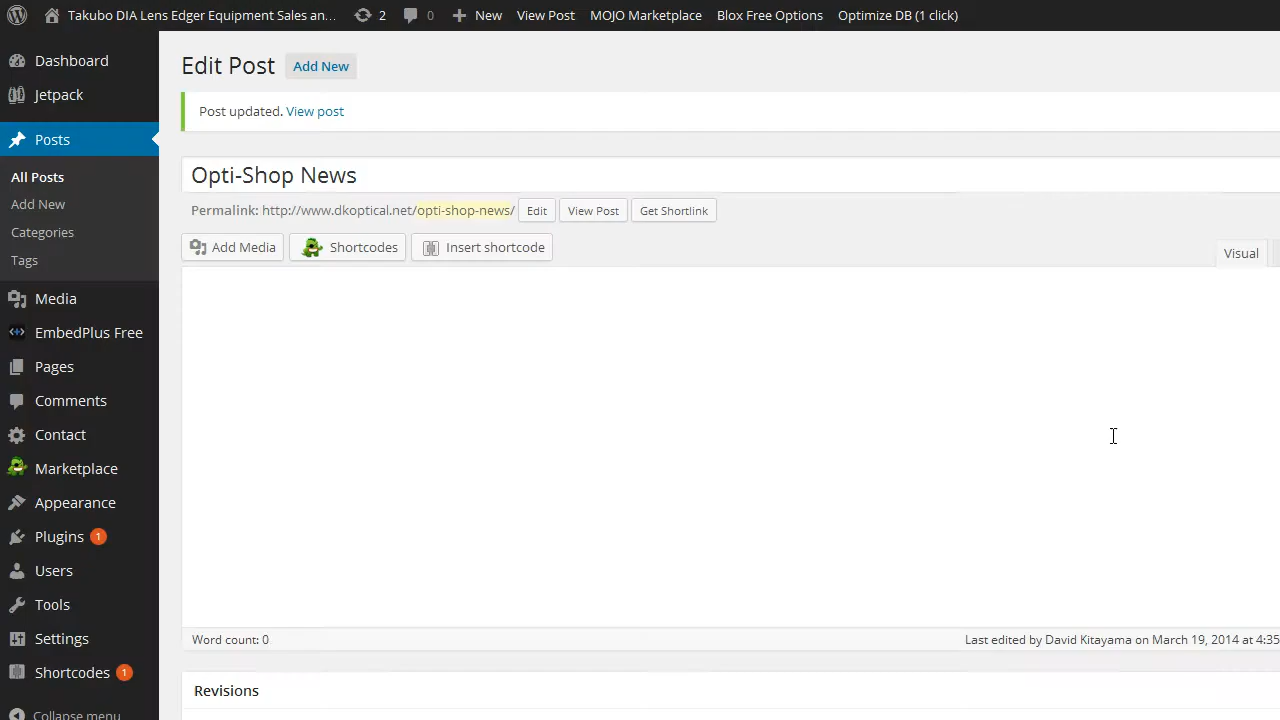 Takubo DIA Lens Edger Equipment Sales an... 2 0 New View Post MOJO Marketplace Blox Free Options Optimize DB (1 click)
Dashboard
Jetpack
Posts
All Posts
Add New
Categories
Tags
Media
EmbedPlus Free
Pages
Comments
Contact
Marketplace
Appearance
Plugins 1
Users
Tools
Settings
Shortcodes 1
Collapse menu
Edit Post Add New
Post updated. View post
Opti-Shop News
Permalink: http://www.dkoptical.net/opti-shop-news/ Edit View Post Get Shortlink
Add Media Shortcodes Insert shortcode
Visual
Word count: 0 Last edited by David Kitayama on March 19, 2014 at 4:35
Revisions